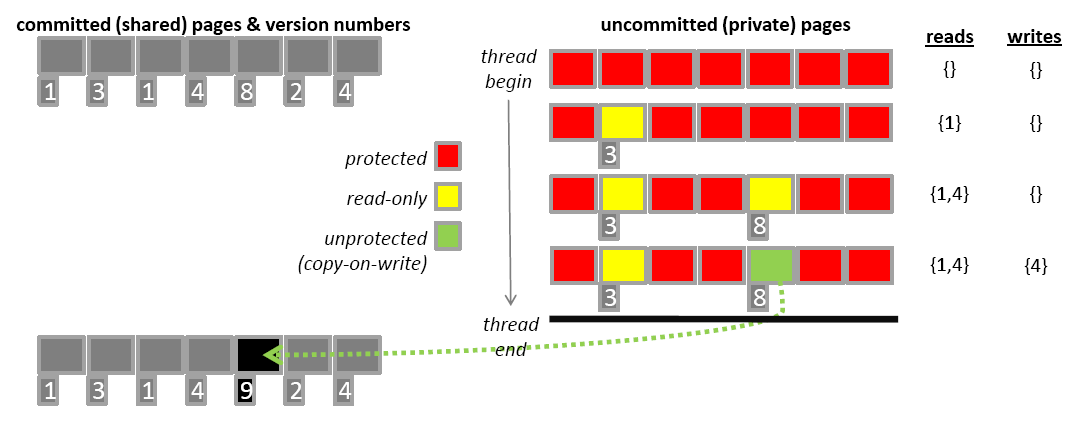 committed (shared) pages & version numbers
1 3 1 4 8 2 4
protected
read-only
unprotected
(copy-on-write)
uncommitted (private) pages
reads writes
thread
begin
{} {}
{1} {}
3
{1,4} {}
3 8
{1,4} {4}
3 8
thread
end
1 3 1 4 9 2 4